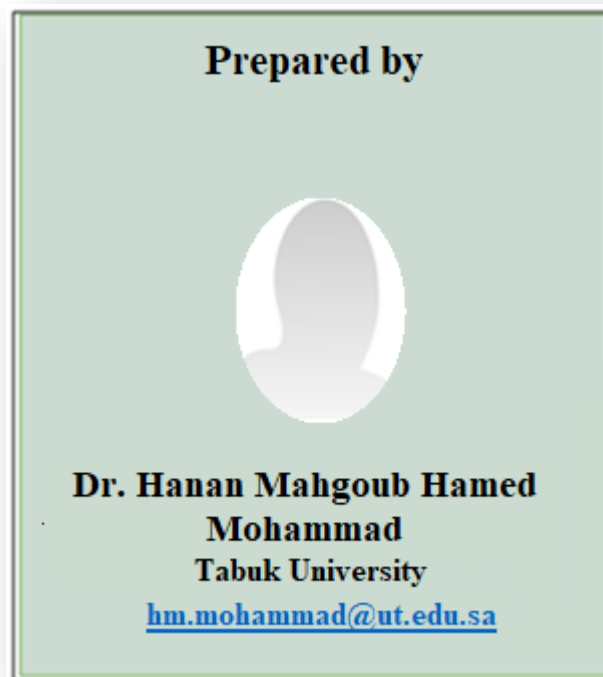 Prepared by
Dr. Hanan Mahgoub Hamed
Mohammad
Tabuk University
hm.mohammad@ut.edu.sa